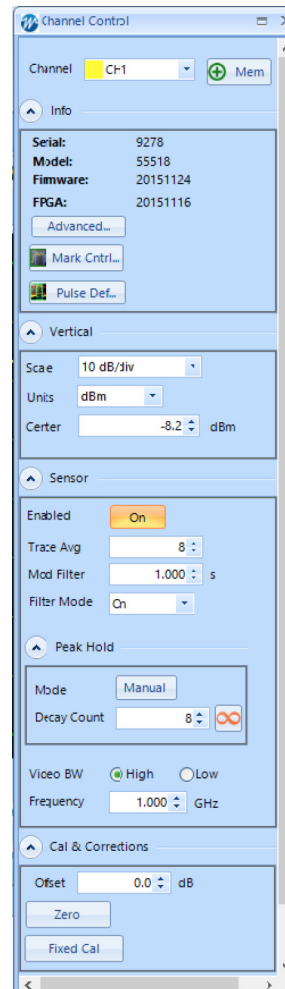 Channel Control
Channel CH1 Mem
Info
Serial: 9278
Model: 55518
Firmware: 20151124
FPGA: 20151116
Advanced...
Mark Cntrl...
Pulse Def...
Vertical
Scale 10 dB/div
Units dBm
Center -8.2 dBm
Sensor
Enabled On
Trace Avg 8
Mod Filter 1.000 s
Filter Mode On
Peak Hold
Mode Manual
Decay Count 8 ∞
Video BW High Low
Frequency 1.000 GHz
Cal & Corrections
Offset 0.0 dB
Zero
Fixed Cal